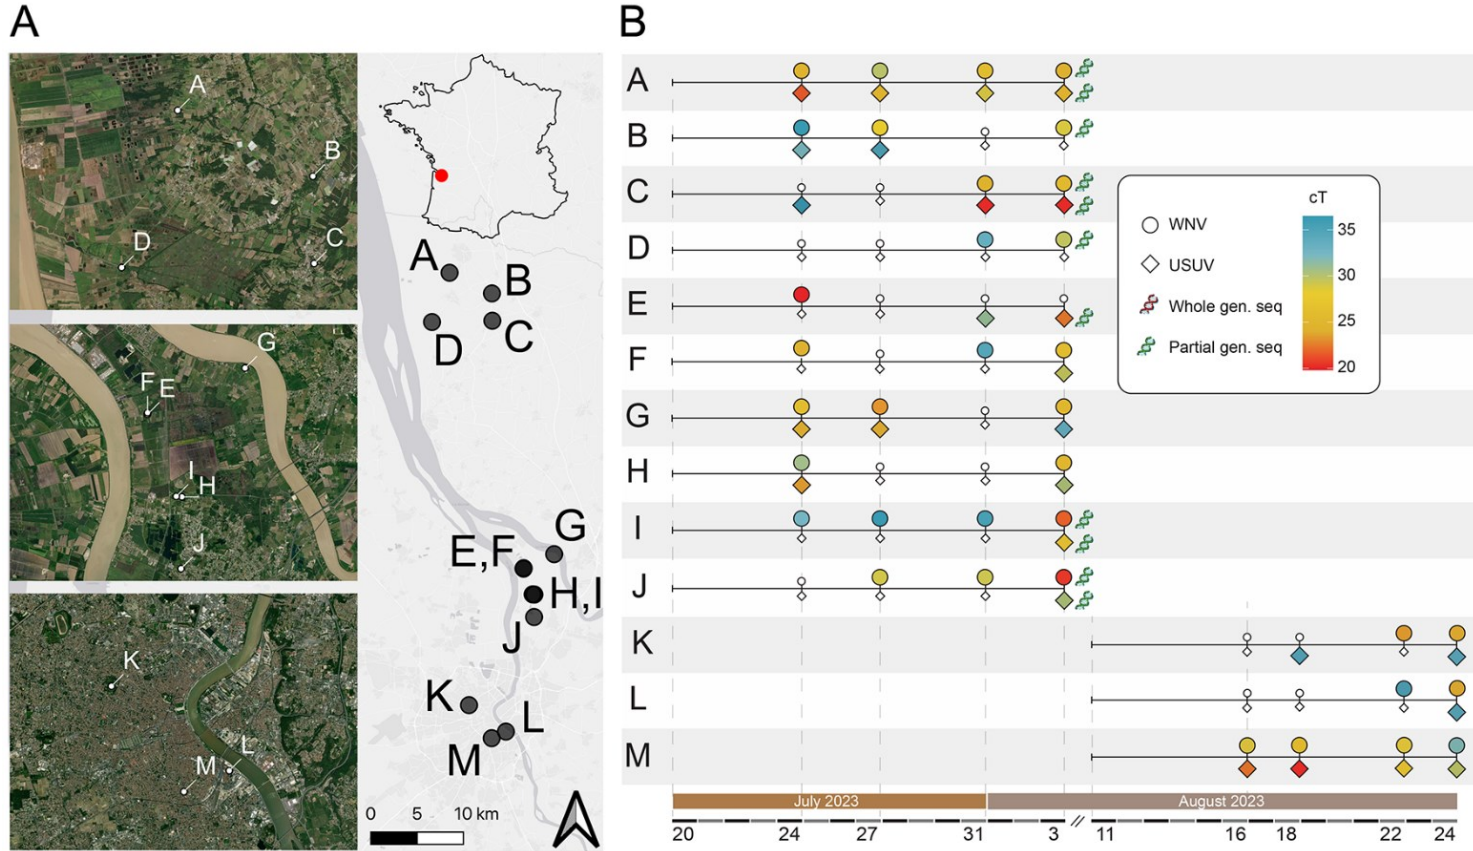 A
A
B
C
D
G
F E
I H
J
K
L
M
A
B
C
D
G
E,F
H,I
J
K
L
M
0 5 10 km
B
A
B
C
D
E
F
G
H
I
J
K
L
M
cT
WNV
USUV
Whole gen. seq
Partial gen. seq
35
30
25
20
July 2023 August 2023
20 24 27 31 3 // 11 16 18 22 24